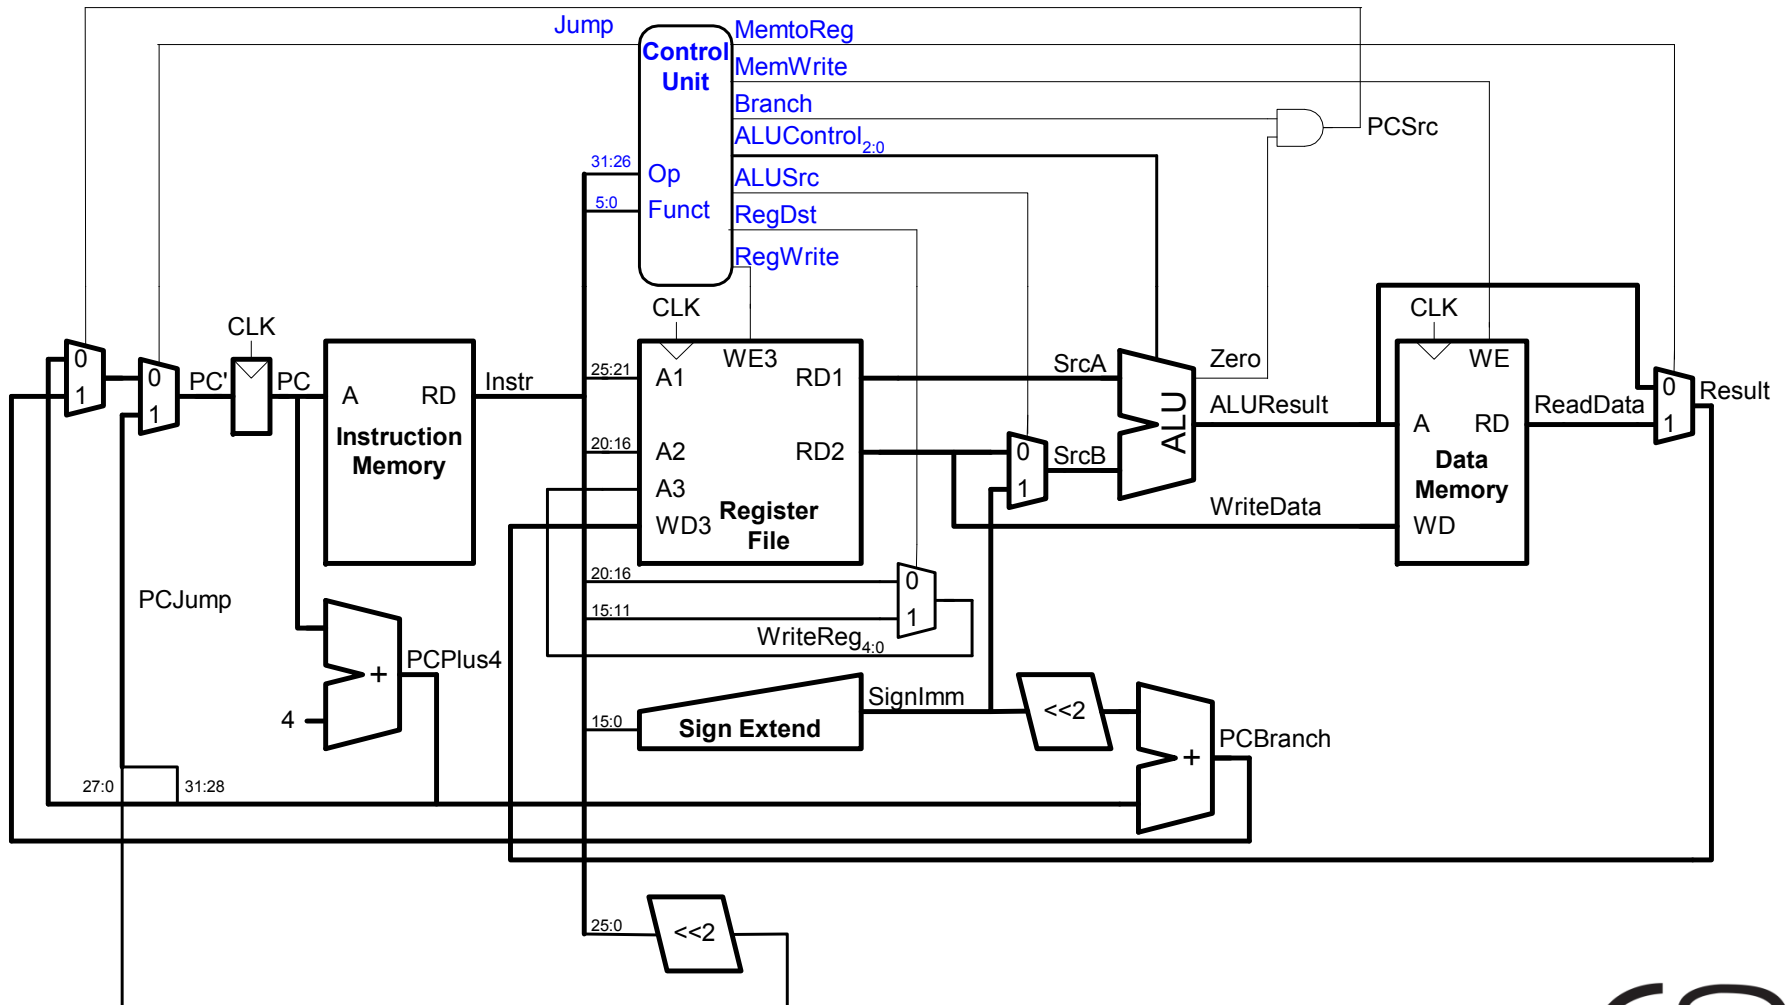 Jump
Control
Unit
MemtoReg
MemWrite
Branch
ALUControl2:0
ALUSrc
RegDst
RegWrite
31:26
Op
5:0
Funct
PCSrc
CLK
CLK
CLK
0
1
0
1
PC'
PC
A
RD
Instruction
Memory
Instr
25:21
20:16
A1
A2
A3
WD3
WE3
RD1
RD2
Register
File
SrcA
SrcB
0
1
ALU
Zero
ALUResult
WriteData
WE
A
RD
Data
Memory
WD
ReadData
0
1
Result
20:16
15:11
0
1
WriteReg4:0
PCJump
+
PCPlus4
4
15:0
Sign Extend
SignImm
<<2
+
PCBranch
27:0
31:28
25:0
<<2